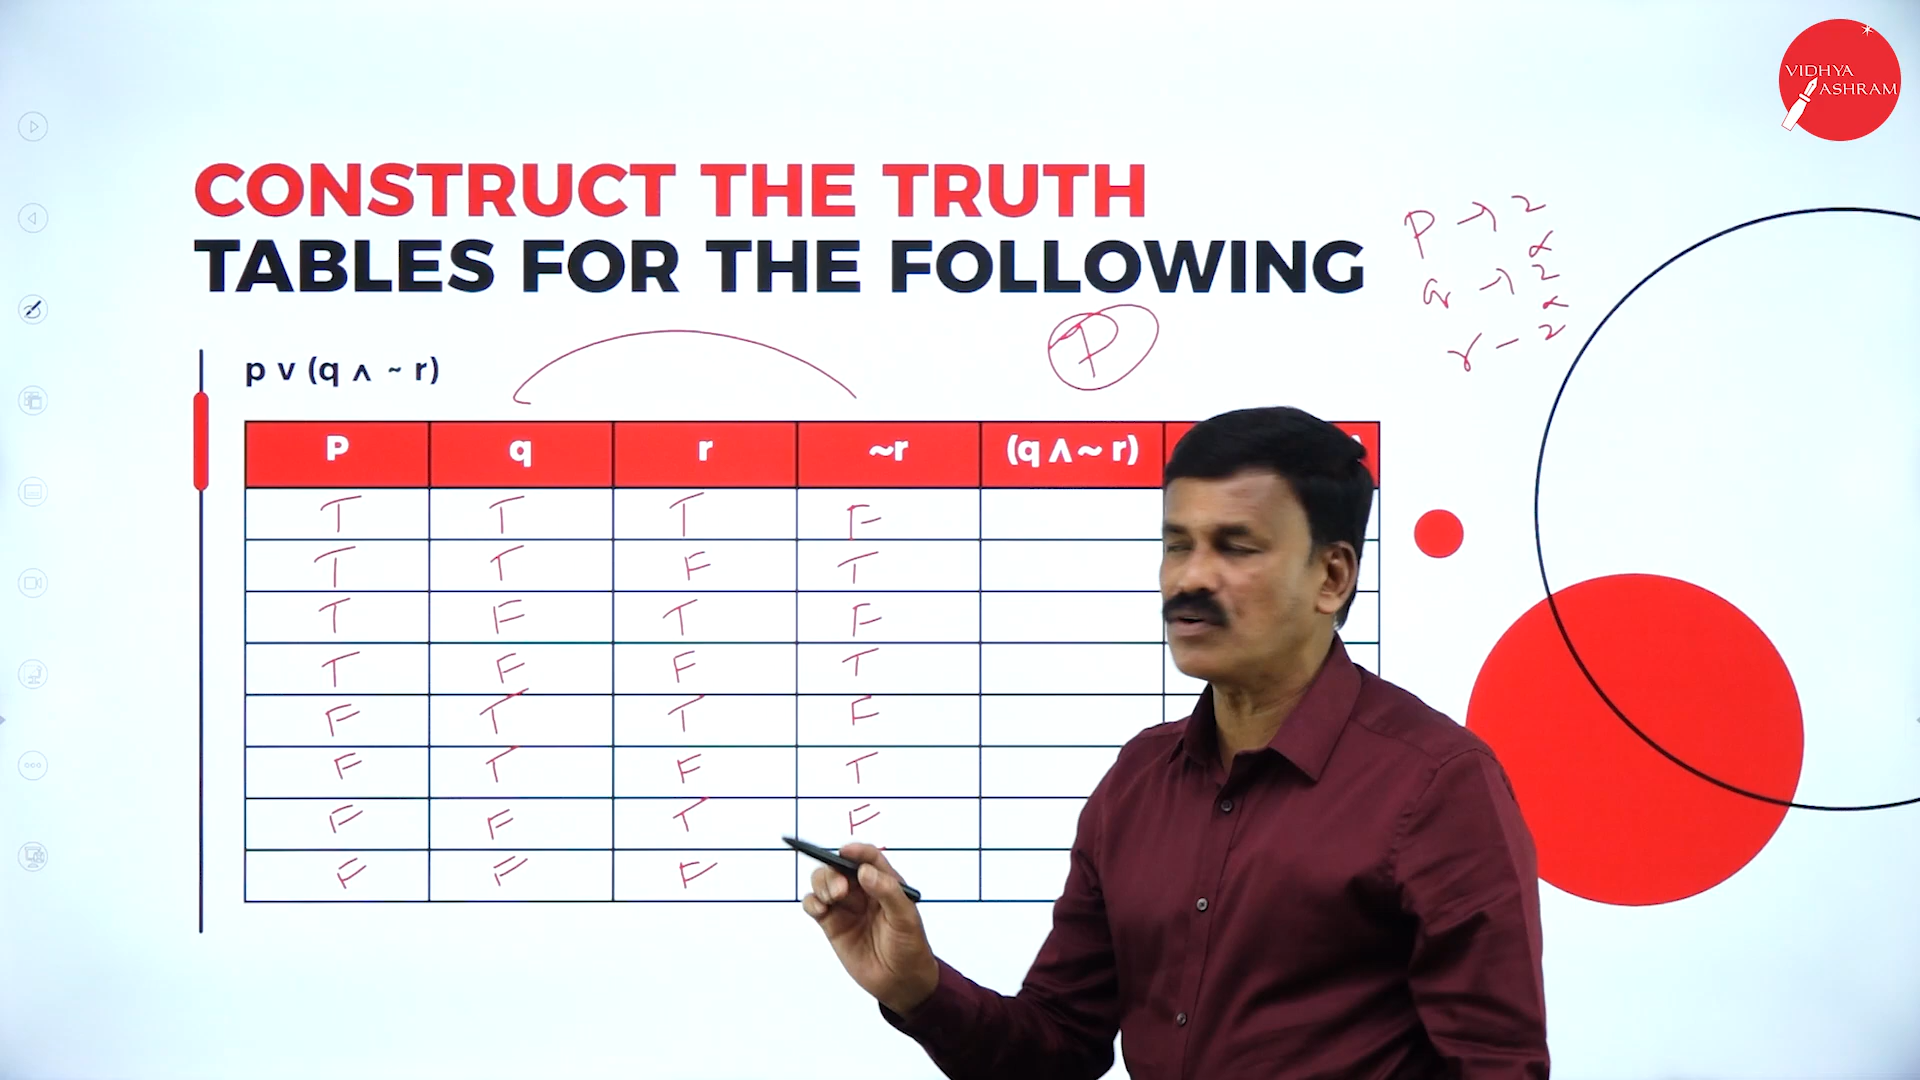 VIDHYA
ASHRAM
CONSTRUCT THE TRUTH
TABLES FOR THE FOLLOWING
P → 2
×
q → 2
×
r - 2
P
p v (q ∧ ~ r)
P q r ~r (q ∧ ~ r)
T T T F
T T F T
T F T F
T F F T
F T T F
F T F T
F F T F
F F F